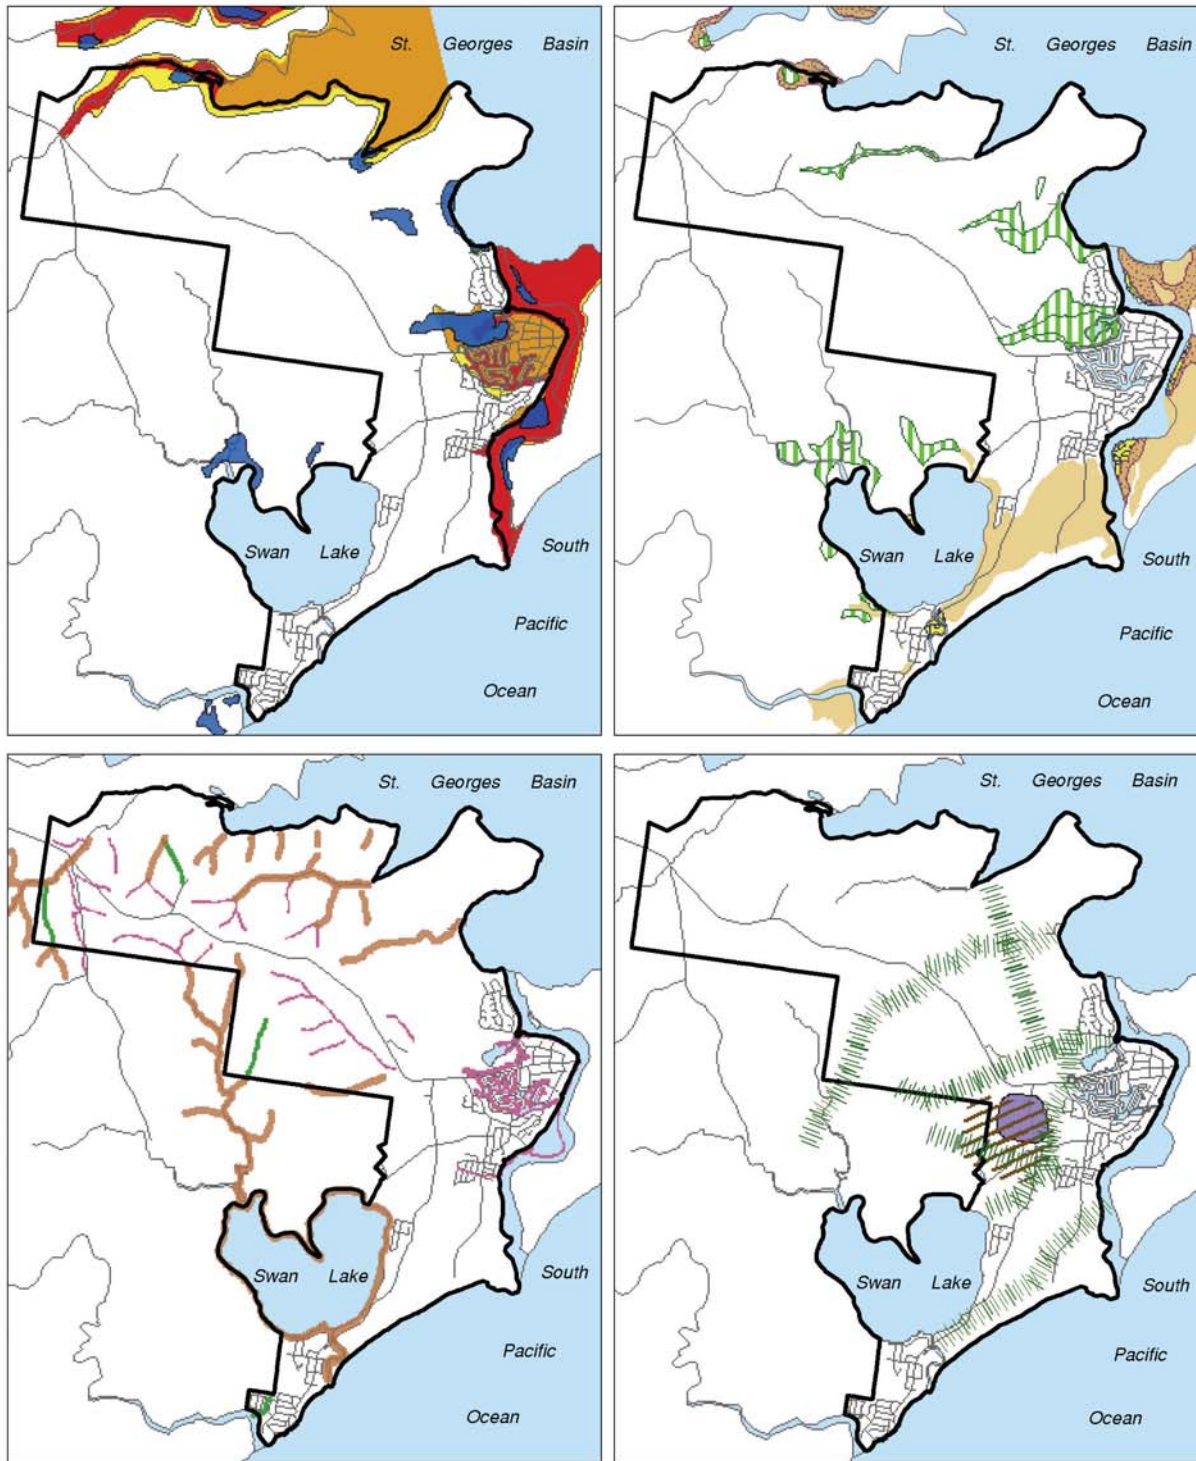 St. Georges Basin
Swan Lake
South
Pacific
Ocean
St. Georges Basin
Swan Lake
South
Pacific
Ocean
St. Georges Basin
Swan Lake
South
Pacific
Ocean
St. Georges Basin
Swan Lake
South
Pacific
Ocean